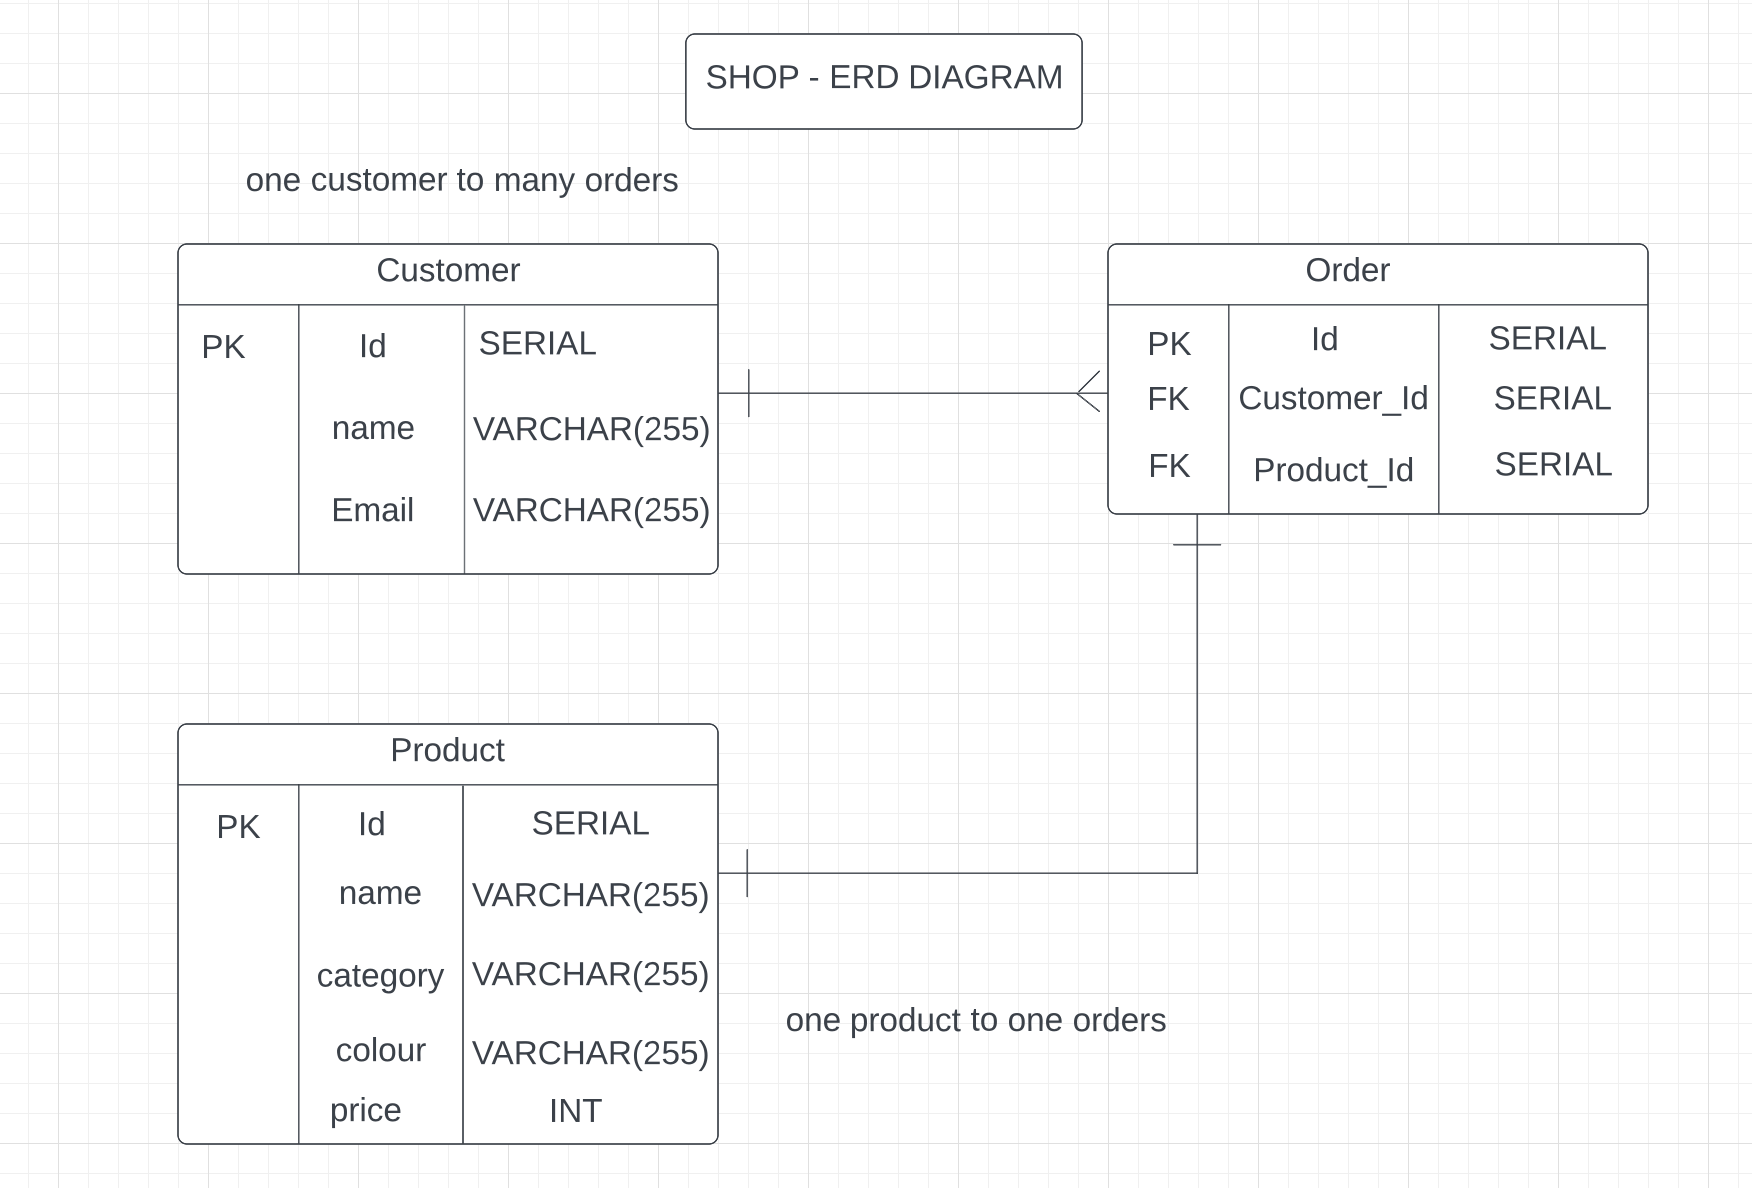 SHOP - ERD DIAGRAM
one customer to many orders
Customer
PK Id SERIAL
name VARCHAR(255)
Email VARCHAR(255)
Order
PK Id SERIAL
FK Customer_Id SERIAL
FK Product_Id SERIAL
Product
PK Id SERIAL
name VARCHAR(255)
category VARCHAR(255)
colour VARCHAR(255)
price INT
one product to one orders